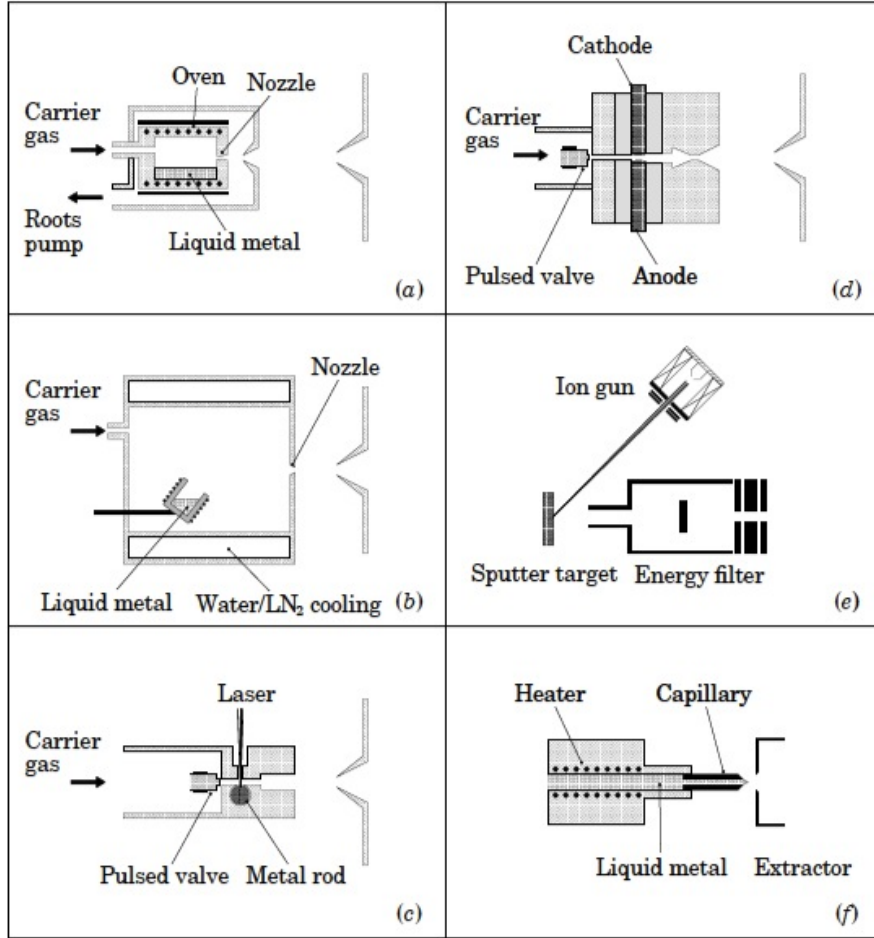 Oven
Nozzle
Carrier
gas
Roots
pump
Liquid metal
(a)
Cathode
Carrier
gas
Pulsed valve
Anode
(d)
Nozzle
Carrier
gas
Liquid metal
Water/LN₂ cooling
(b)
Ion gun
Sputter target
Energy filter
(e)
Laser
Carrier
gas
Pulsed valve
Metal rod
(c)
Heater
Capillary
Liquid metal
Extractor
(f)